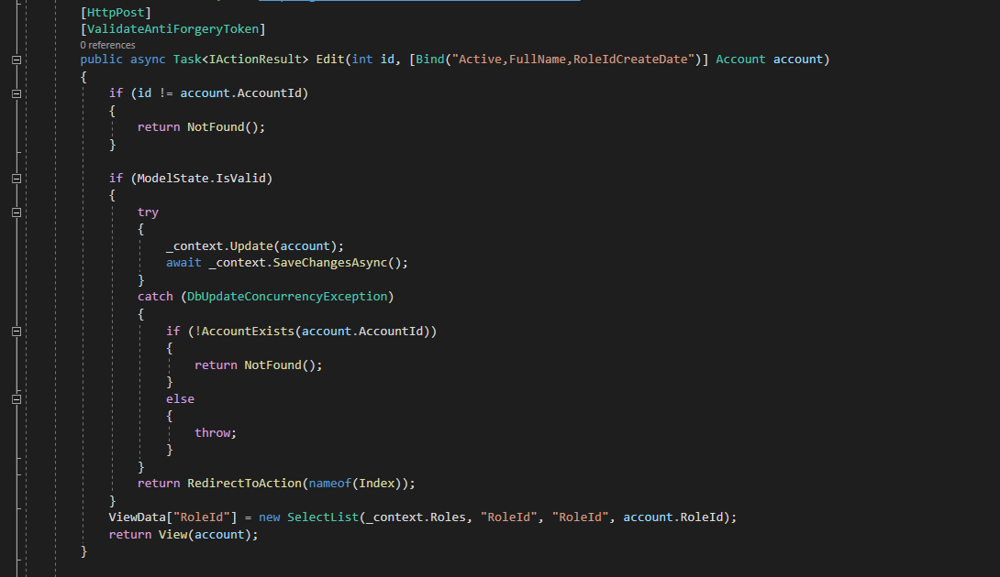 [HttpPost]
[ValidateAntiForgeryToken]
0 references
public async Task<IActionResult> Edit(int id, [Bind("Active,FullName,RoleIdCreateDate")] Account account)
{
if (id != account.AccountId)
{
return NotFound();
}
if (ModelState.IsValid)
{
try
{
_context.Update(account);
await _context.SaveChangesAsync();
}
catch (DbUpdateConcurrencyException)
{
if (!AccountExists(account.AccountId))
{
return NotFound();
}
else
{
throw;
}
}
return RedirectToAction(nameof(Index));
}
ViewData["RoleId"] = new SelectList(_context.Roles, "RoleId", "RoleId", account.RoleId);
return View(account);
}